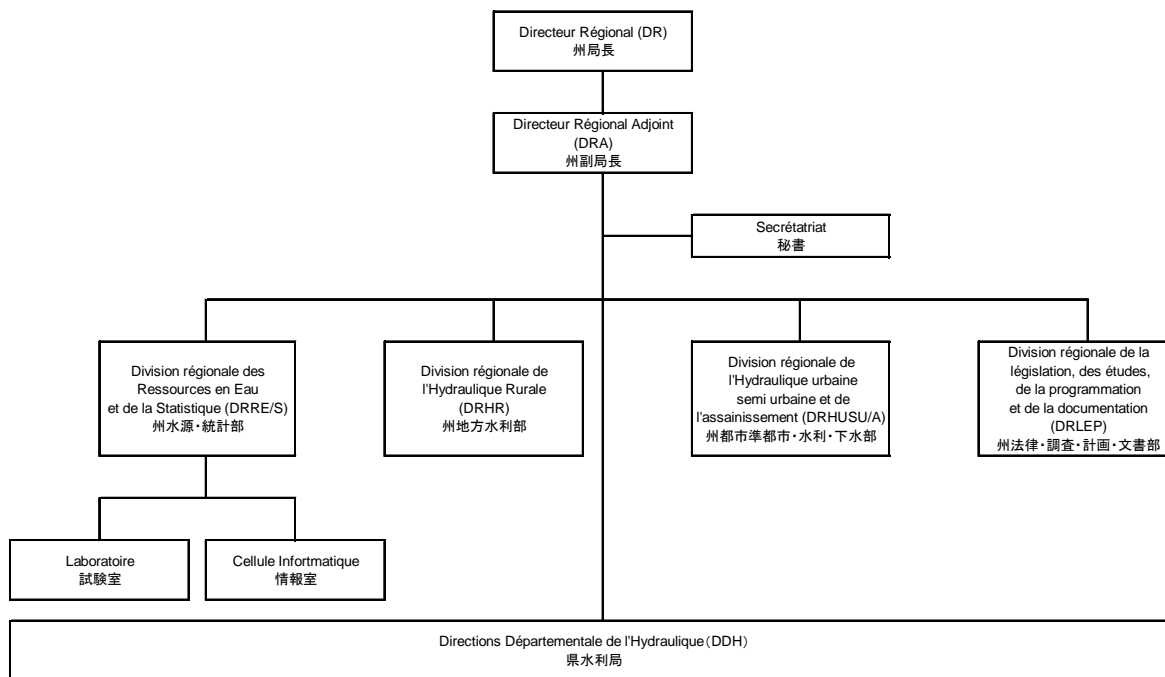 Directeur Régional (DR)
州局長
Directeur Régional Adjoint
(DRA)
州副局長
Secrétatriat
秘書
Division régionale des
Ressources en Eau
et de la Statistique (DRRE/S)
州水源・統計部
Division régionale de
l'Hydraulique Rurale
(DRHR)
州地方水利部
Division régionale de
l'Hydraulique urbaine
semi urbaine et de
l'assainissement (DRHUSU/A)
州都市準都市・水利・下水部
Division régionale de la
législation, des études,
de la programmation
et de la documentation
(DRLEP)
州法律・調査・計画・文書部
Laboratoire
試験室
Cellule Infortmatique
情報室
Directions Départementale de l'Hydraulique（DDH）
県水利局